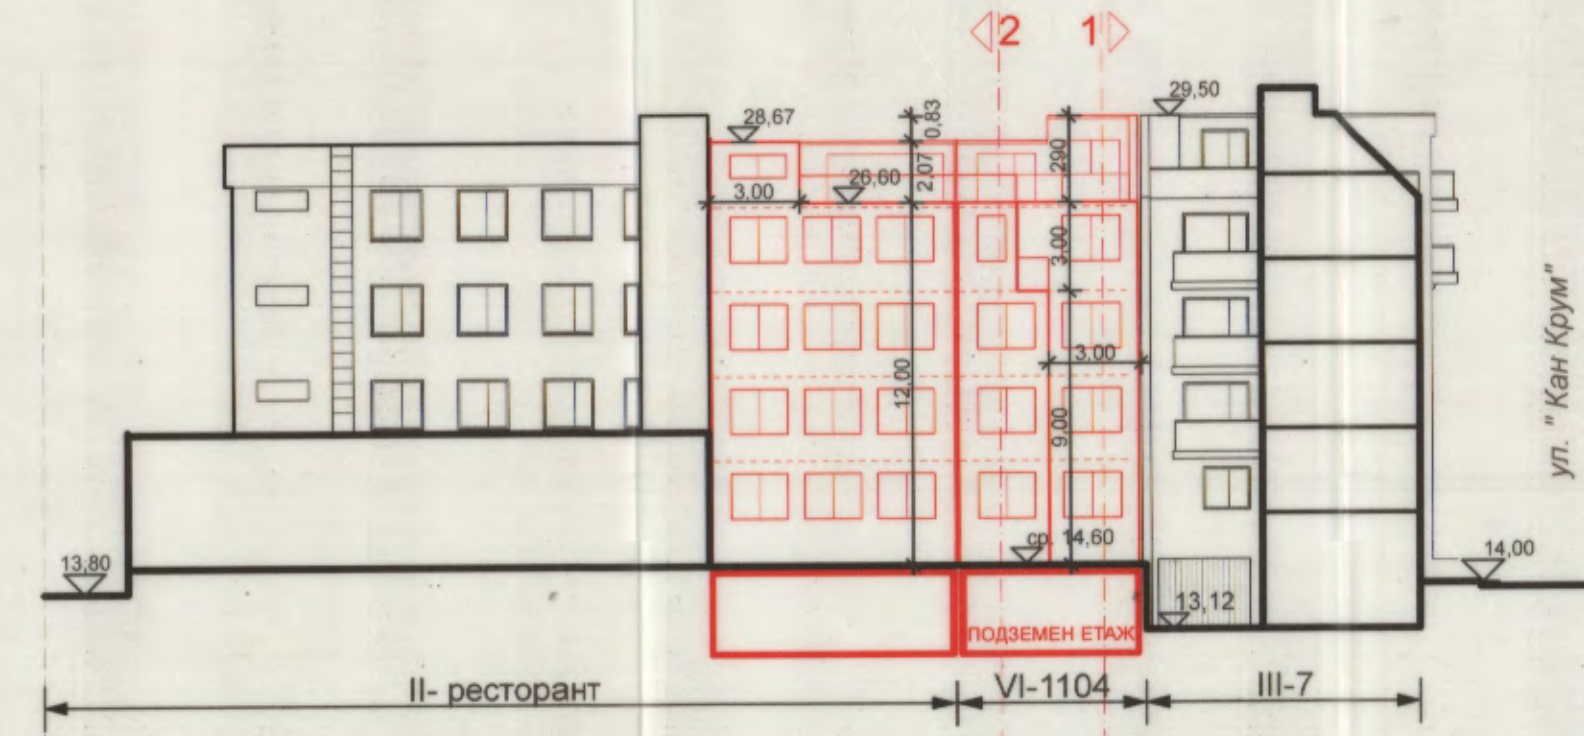 2 1
29,50
28,67
0,83
2,07
290
3,00
26,60
3,00
3,00
12,00
9,00
ул. " Кан Крум"
ср. 14,60
13,80
14,00
13,12
ПОДЗЕМЕН ЕТАЖ
II- ресторант
VI-1104
III-7